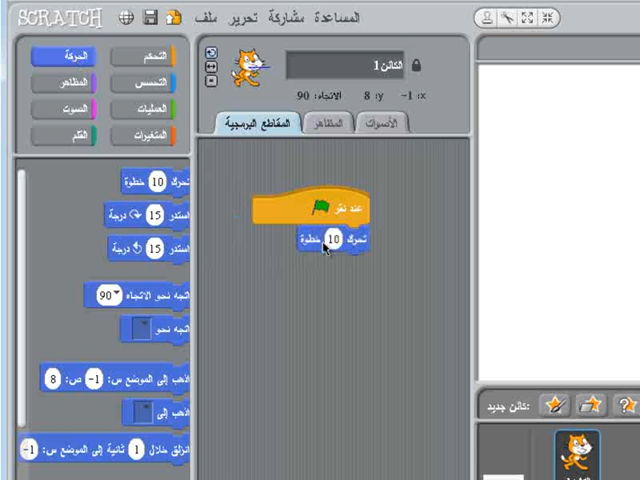 SCRATCH
ملف تحرير مشاركة المساعدة
الحركة التحكم
المظاهر التحسس
الصوت العمليات
القلم المتغيرات
الكائن1
x: -1 y: 8 الاتجاه: 90
المقاطع البرمجية المظاهر الأصوات
تحرك 10 خطوة
استدر 15 درجة
استدر 15 درجة
اتجه نحو الاتجاه 90
اتجه نحو
اذهب إلى الموضع س: -1 ص: 8
اذهب إلى
انزلق خلال 1 ثانية إلى الموضع س: -1
عند نقر
تحرك 10 خطوة
كائن جديد: